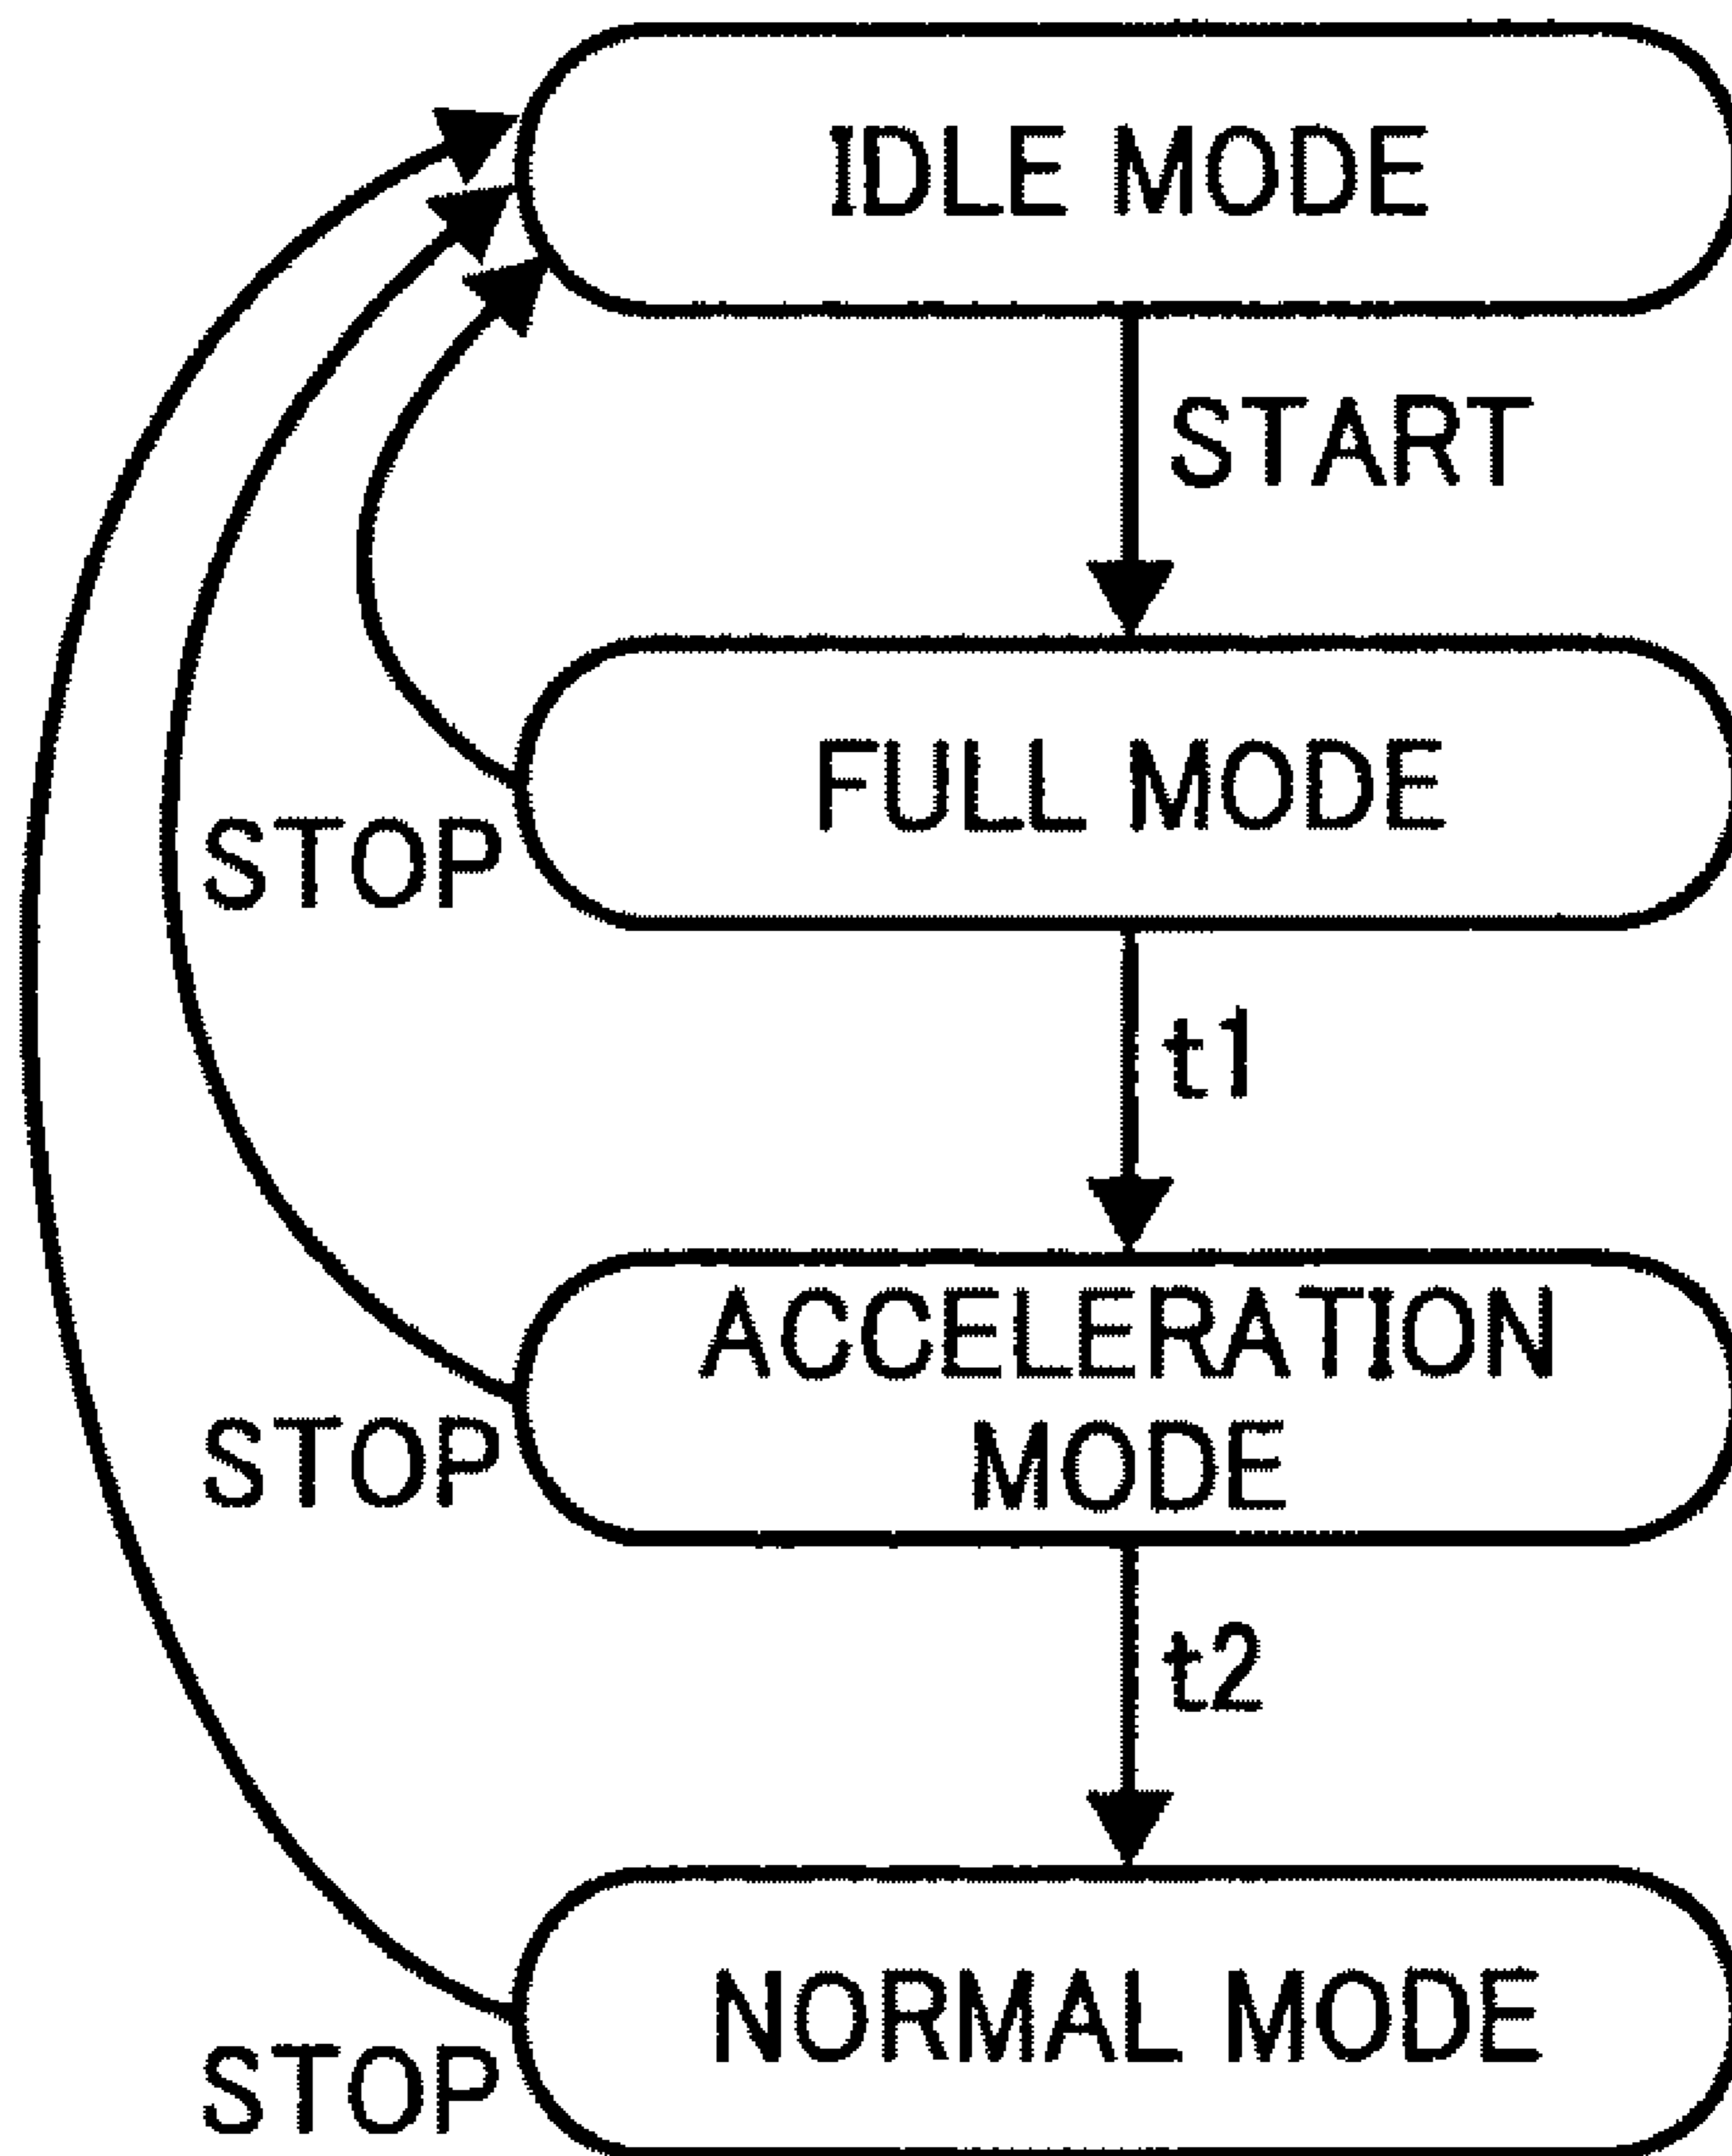 IDLE MODE
START
FULL MODE
STOP
t1
ACCELERATION
MODE
STOP
t2
NORMAL MODE
STOP